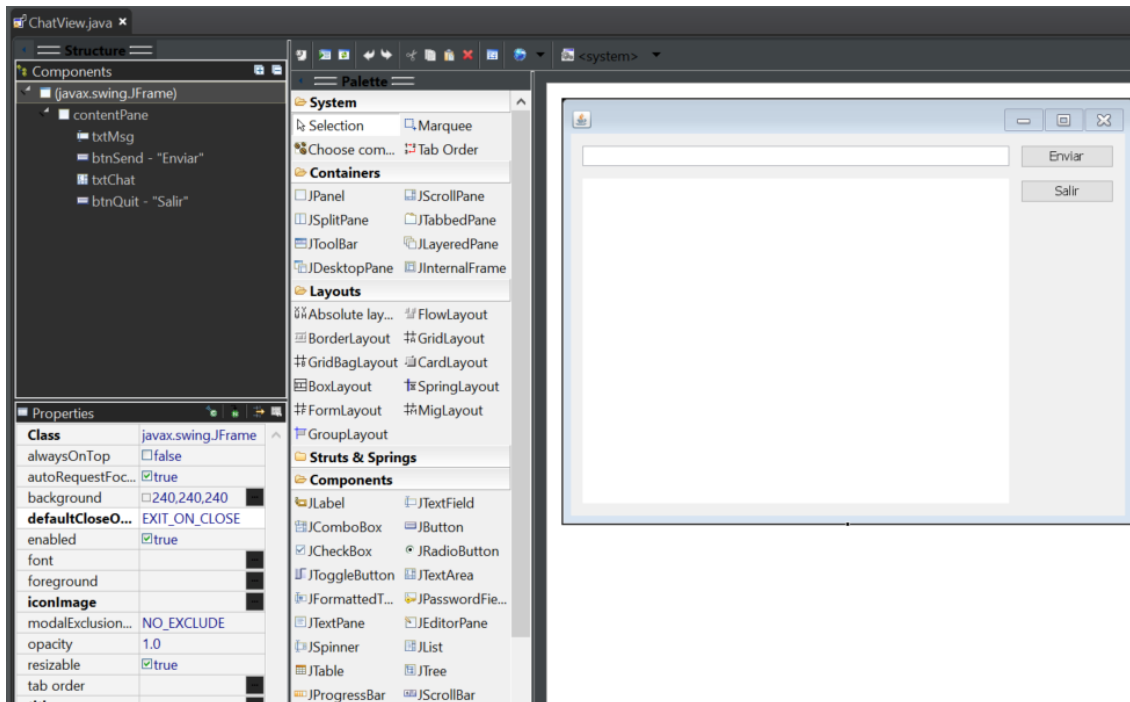 ChatView.java ×
Structure
Components
(javax.swing.JFrame)
contentPane
txtMsg
btnSend - "Enviar"
txtChat
btnQuit - "Salir"
Properties
Class javax.swing.JFrame
alwaysOnTop false
autoRequestFoc... true
background 240,240,240
defaultCloseO... EXIT_ON_CLOSE
enabled true
font
foreground
iconImage
modalExclusion... NO_EXCLUDE
opacity 1.0
resizable true
tab order
<system>
Palette
System
Selection Marquee
Choose com... Tab Order
Containers
JPanel JScrollPane
JSplitPane JTabbedPane
JToolBar JLayeredPane
JDesktopPane JInternalFrame
Layouts
Absolute lay... FlowLayout
BorderLayout GridLayout
GridBagLayout CardLayout
BoxLayout SpringLayout
FormLayout MigLayout
GroupLayout
Struts & Springs
Components
JLabel JTextField
JComboBox JButton
JCheckBox JRadioButton
JToggleButton JTextArea
JFormattedT... JPasswordFie...
JTextPane JEditorPane
JSpinner JList
JTable JTree
JProgressBar JScrollBar
Enviar
Salir